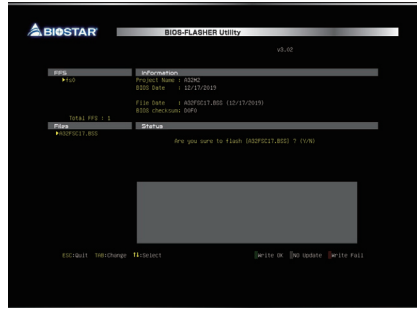 BIOSTAR
BIOS-FLASHER Utility
v3.02
FFS
fs0
Total FFS : 1
Files
A32FSC17.BSS
Information
Project Name : A32M2
BIOS Date : 12/17/2019
File Date : A32FSC17.BSS (12/17/2019)
BIOS checksum: D0F0
Status
Are you sure to flash (A32FSC17.BSS) ? (Y/N)
ESC:Quit TAB:Change ↑↓:Select
Write OK NO Update Write Fail